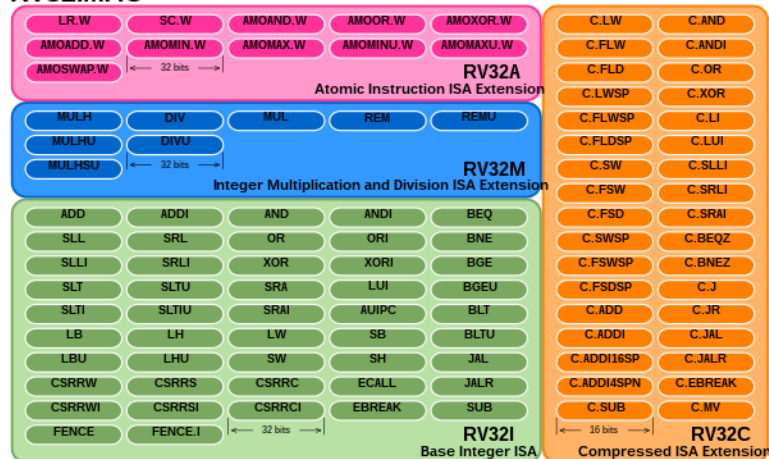 LR.W SC.W AMOAND.W AMOOR.W AMOXOR.W
AMOADD.W AMOMIN.W AMOMAX.W AMOMINU.W AMOMAXU.W
AMOSWAP.W 32 bits RV32A
Atomic Instruction ISA Extension
MULH DIV MUL REM REMU
MULHU DIVU
MULHSU 32 bits RV32M
Integer Multiplication and Division ISA Extension
ADD ADDI AND ANDI BEQ
SLL SRL OR ORI BNE
SLLI SRLI XOR XORI BGE
SLT SLTU SRA LUI BGEU
SLTI SLTIU SRAI AUIPC BLT
LB LH LW SB BLTU
LBU LHU SW SH JAL
CSRRW CSRRS CSRRC ECALL JALR
CSRRWI CSRRSI CSRRCI EBREAK SUB
FENCE FENCE.I 32 bits RV32I
Base Integer ISA
C.LW C.AND
C.FLW C.ANDI
C.FLD C.OR
C.LWSP C.XOR
C.FLWSP C.LI
C.FLDSP C.LUI
C.SW C.SLLI
C.FSW C.SRLI
C.FSD C.SRAI
C.SWSP C.BEQZ
C.FSWSP C.BNEZ
C.FSDSP C.J
C.ADD C.JR
C.ADDI C.JAL
C.ADDI16SP C.JALR
C.ADDI4SPN C.EBREAK
C.SUB C.MV
16 bits RV32C
Compressed ISA Extension